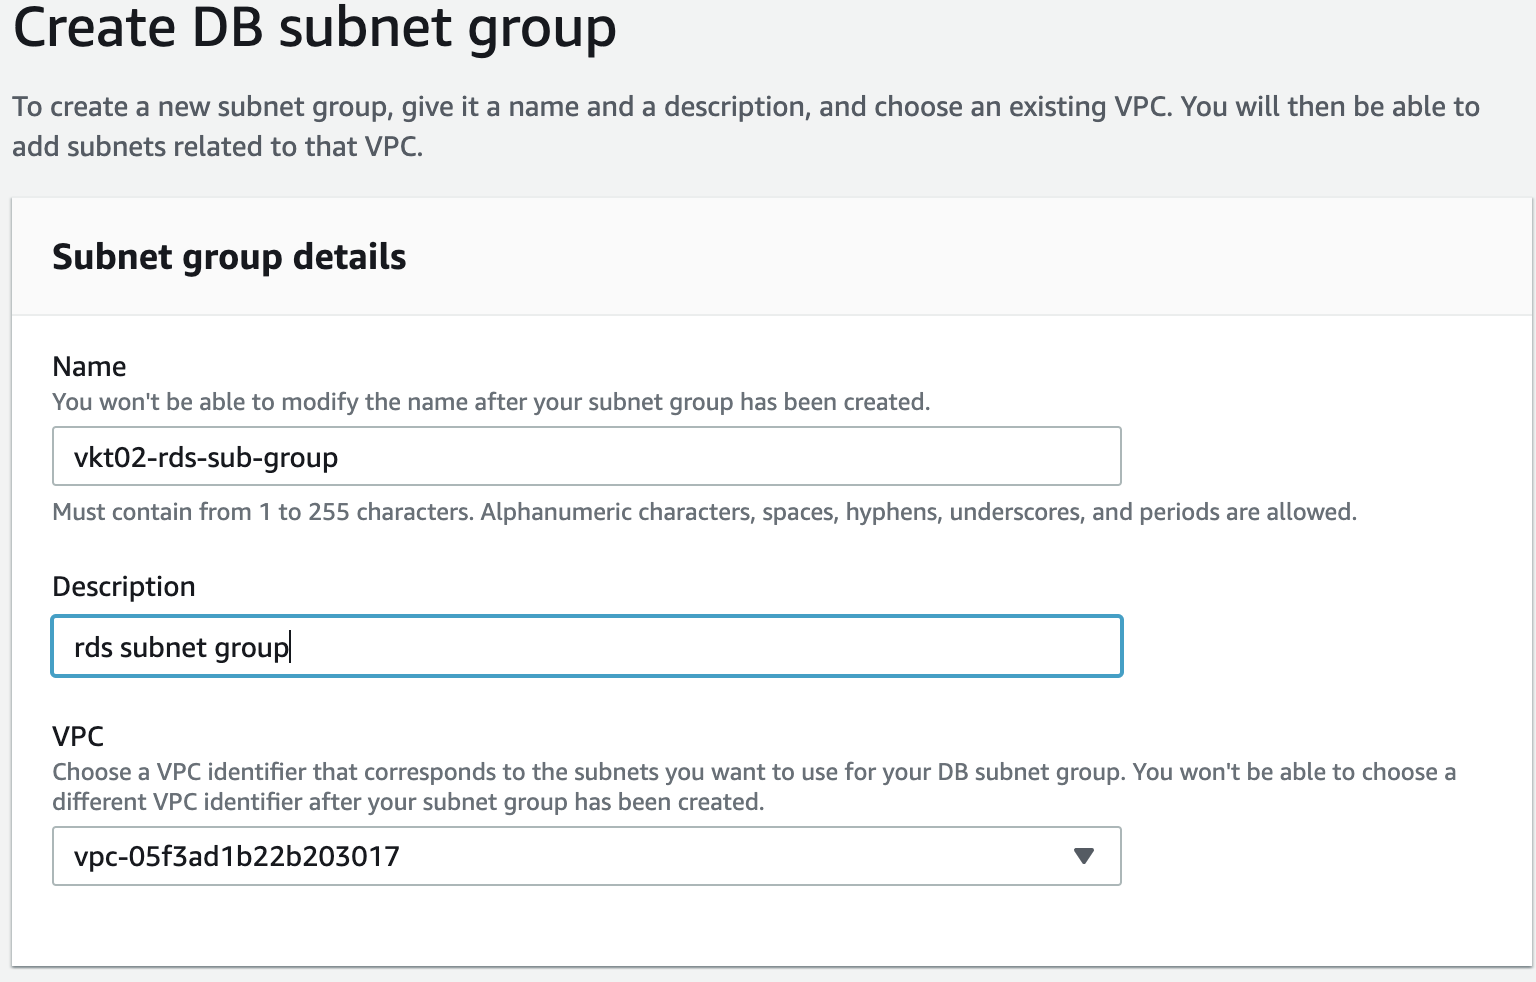 Create DB subnet group
To create a new subnet group, give it a name and a description, and choose an existing VPC. You will then be able to
add subnets related to that VPC.
Subnet group details
Name
You won't be able to modify the name after your subnet group has been created.
vkt02-rds-sub-group
Must contain from 1 to 255 characters. Alphanumeric characters, spaces, hyphens, underscores, and periods are allowed.
Description
rds subnet group
VPC
Choose a VPC identifier that corresponds to the subnets you want to use for your DB subnet group. You won't be able to choose a
different VPC identifier after your subnet group has been created.
vpc-05f3ad1b22b203017